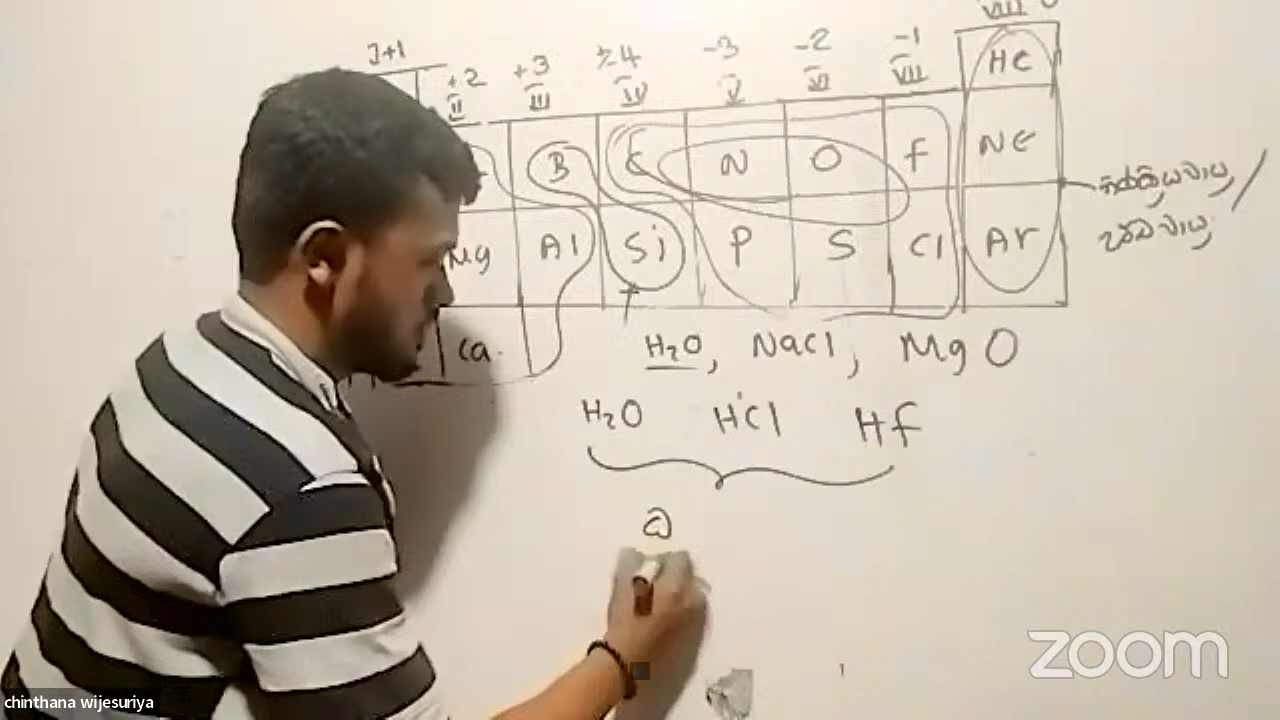 VIII
+1
+2 +3 ±4 -3 -2 -1
II III IV V VI VII He
B C N O F Ne
Mg Al Si P S Cl Ar
Ca
H₂O, NaCl, MgO
H₂O HCl HF
zoom
chinthana wijesuriya